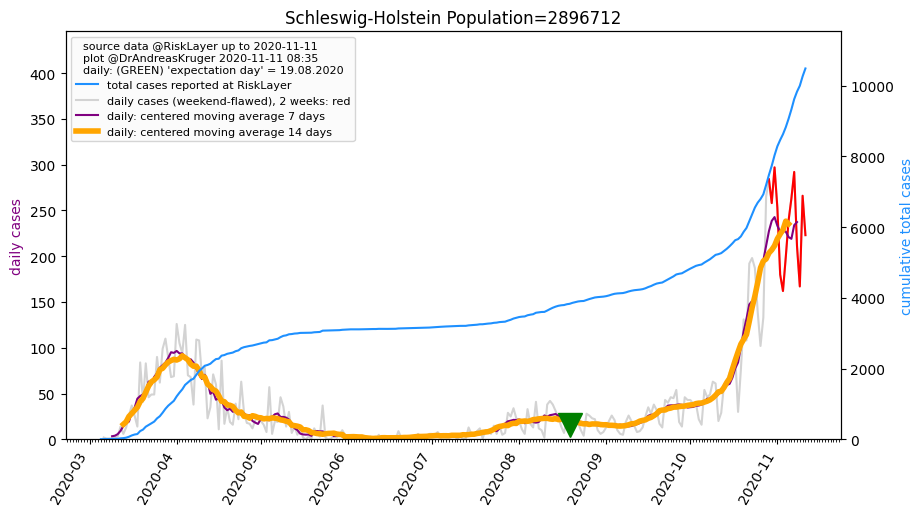 Schleswig-Holstein Population=2896712
source data @RiskLayer up to 2020-11-11
plot @DrAndreasKruger 2020-11-11 08:35
daily: (GREEN) 'expectation day' = 19.08.2020
total cases reported at RiskLayer
daily cases (weekend-flawed), 2 weeks: red
daily: centered moving average 7 days
daily: centered moving average 14 days
daily cases
400
350
300
250
200
150
100
50
0
cumulative total cases
10000
8000
6000
4000
2000
0
2020-03
2020-04
2020-05
2020-06
2020-07
2020-08
2020-09
2020-10
2020-11